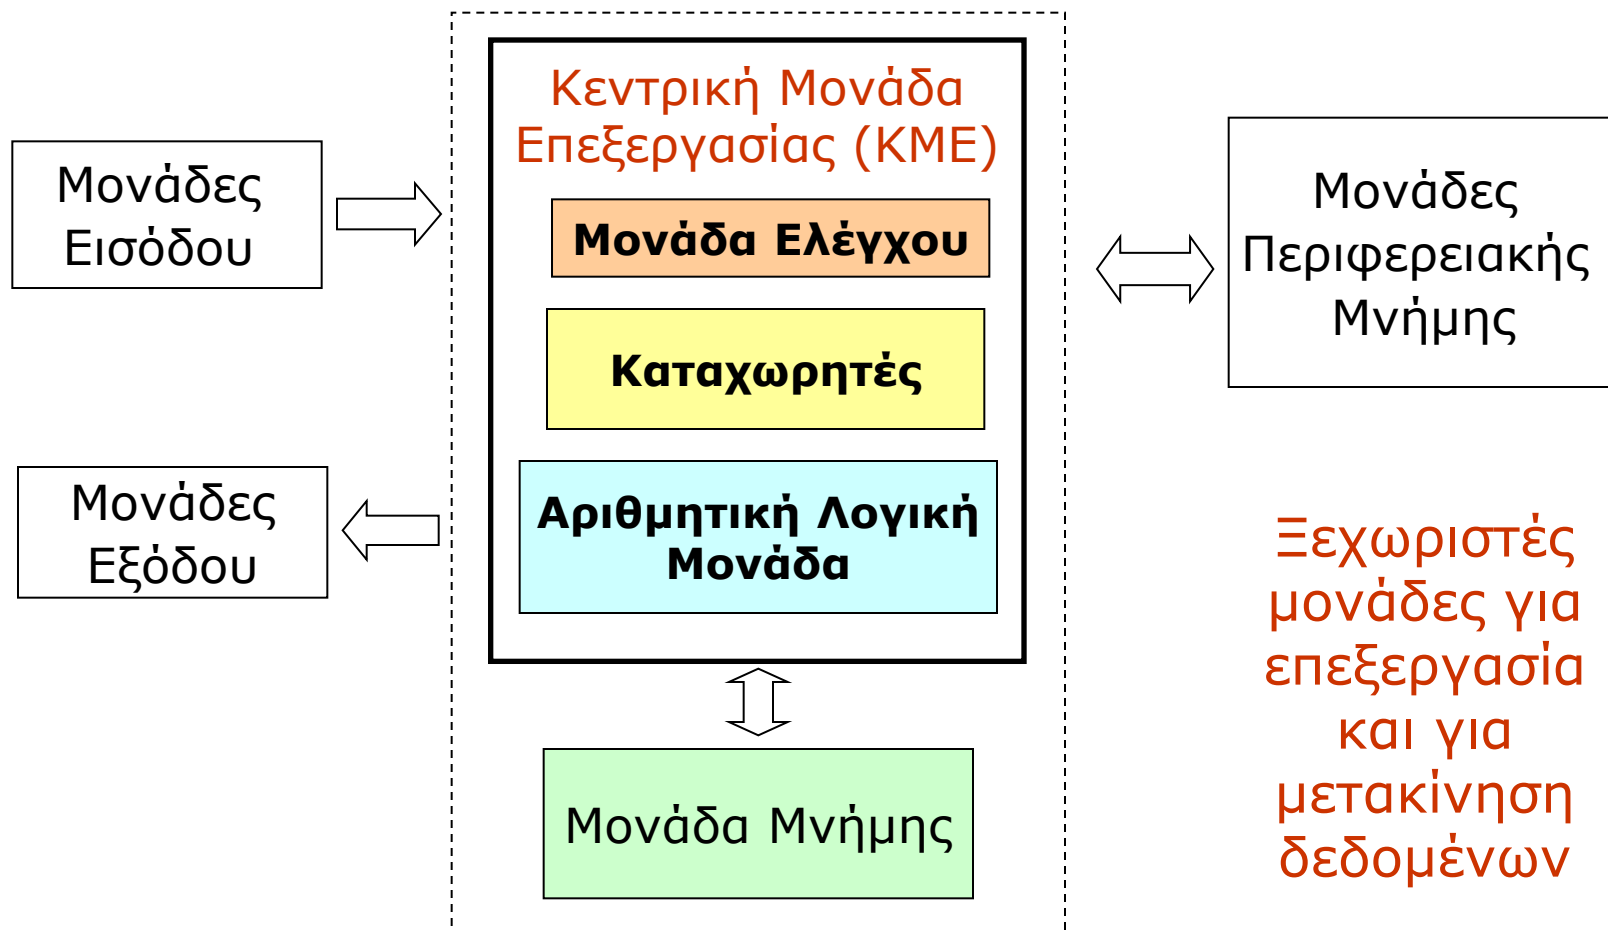 Κεντρική Μονάδα
Επεξεργασίας (ΚΜΕ)
Μονάδες
Εισόδου
Μονάδα Ελέγχου
Μονάδες
Περιφερειακής
Μνήμης
Καταχωρητές
Μονάδες
Εξόδου
Αριθμητική Λογική
Μονάδα
Μονάδα Μνήμης
Ξεχωριστές
μονάδες για
επεξεργασία
και για
μετακίνηση
δεδομένων